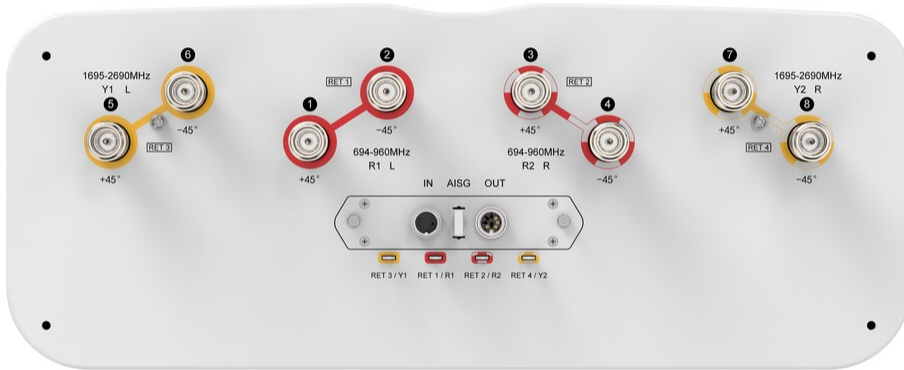 6
2
3
7
1695-2690MHz
Y1 L
5
-45°
RET 3
+45°
RET 1
1
-45°
694-960MHz
R1 L
+45°
RET 2
+45°
4
694-960MHz
R2 R
-45°
1695-2690MHz
Y2 R
8
+45°
RET 4
-45°
IN AISG OUT
RET 3 / Y1 RET 1 / R1 RET 2 / R2 RET 4 / Y2